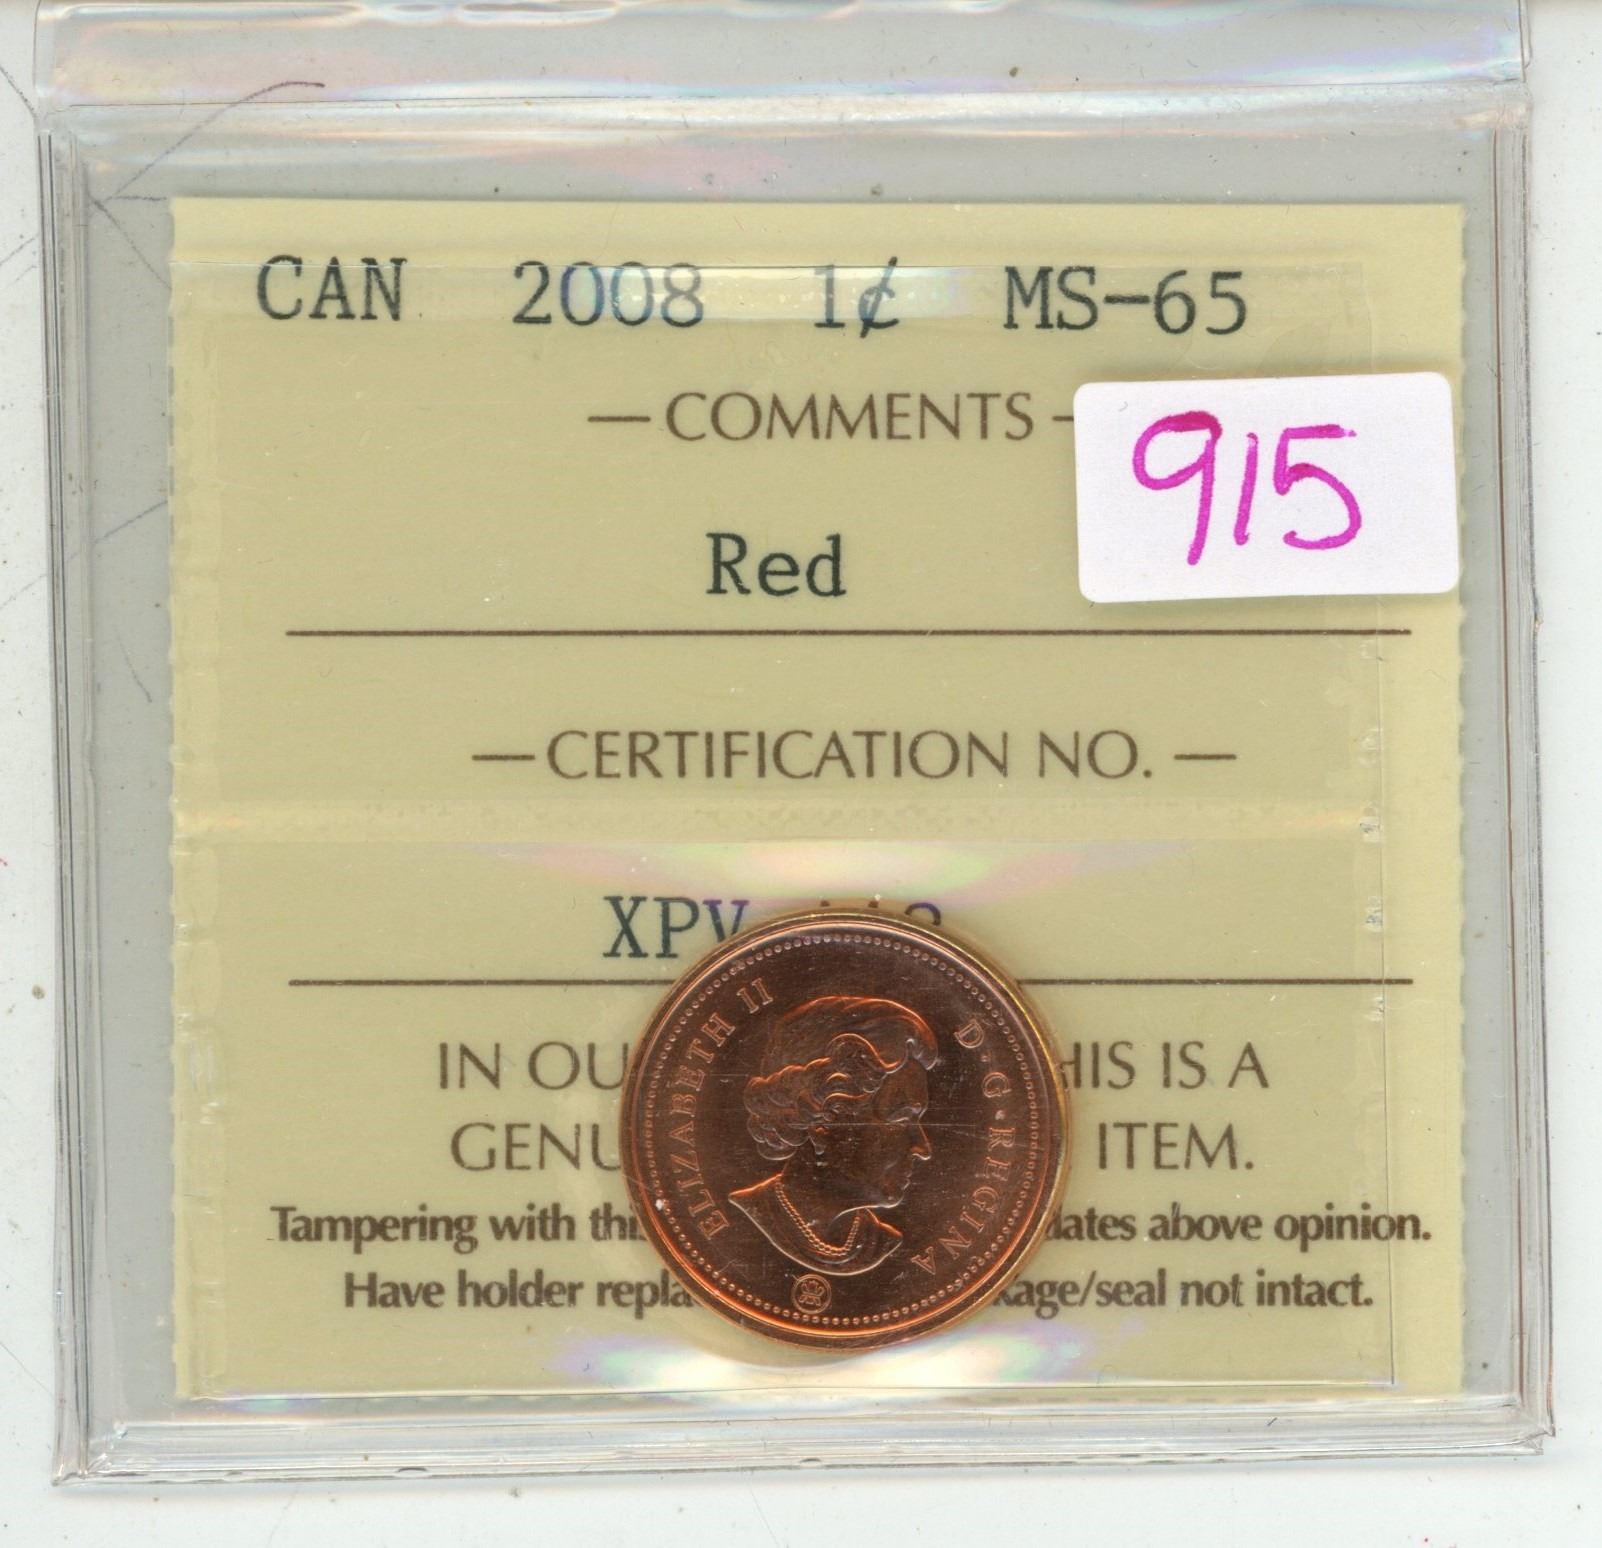 CAN 2008 1¢ MS-65
— COMMENTS -
915
Red
— CERTIFICATION NO. —
XPV
IN OU HIS IS A
GENU ITEM.
Tampering with this dates above opinion.
Have holder repla kage/seal not intact.
ELIZABETH II D·G·REGINA